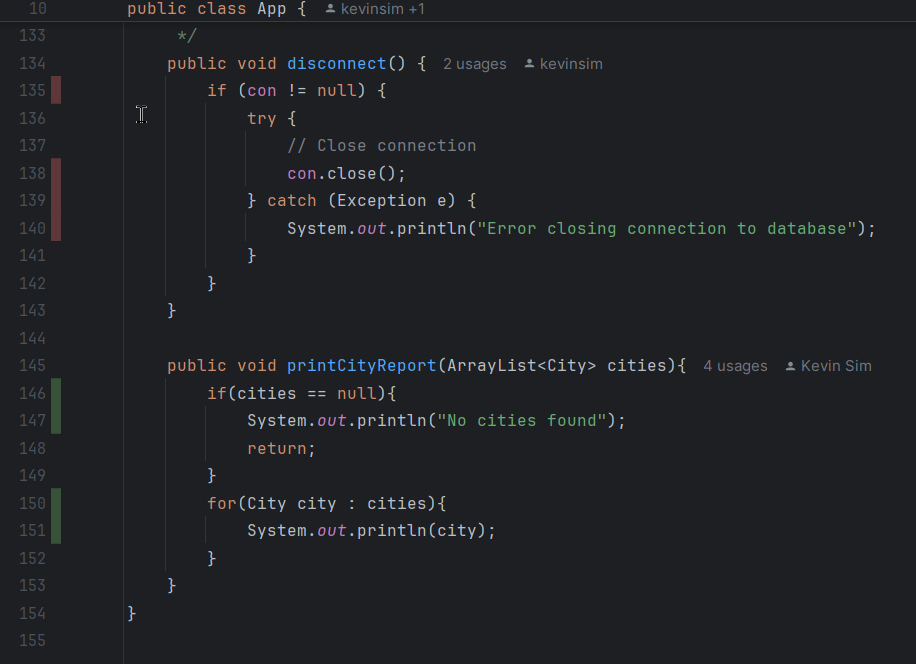 10 public class App { kevinsim +1
133 */
134 public void disconnect() { 2 usages kevinsim
135 if (con != null) {
136 try {
137 // Close connection
138 con.close();
139 } catch (Exception e) {
140 System.out.println("Error closing connection to database");
141 }
142 }
143 }
144
145 public void printCityReport(ArrayList<City> cities){ 4 usages Kevin Sim
146 if(cities == null){
147 System.out.println("No cities found");
148 return;
149 }
150 for(City city : cities){
151 System.out.println(city);
152 }
153 }
154 }
155